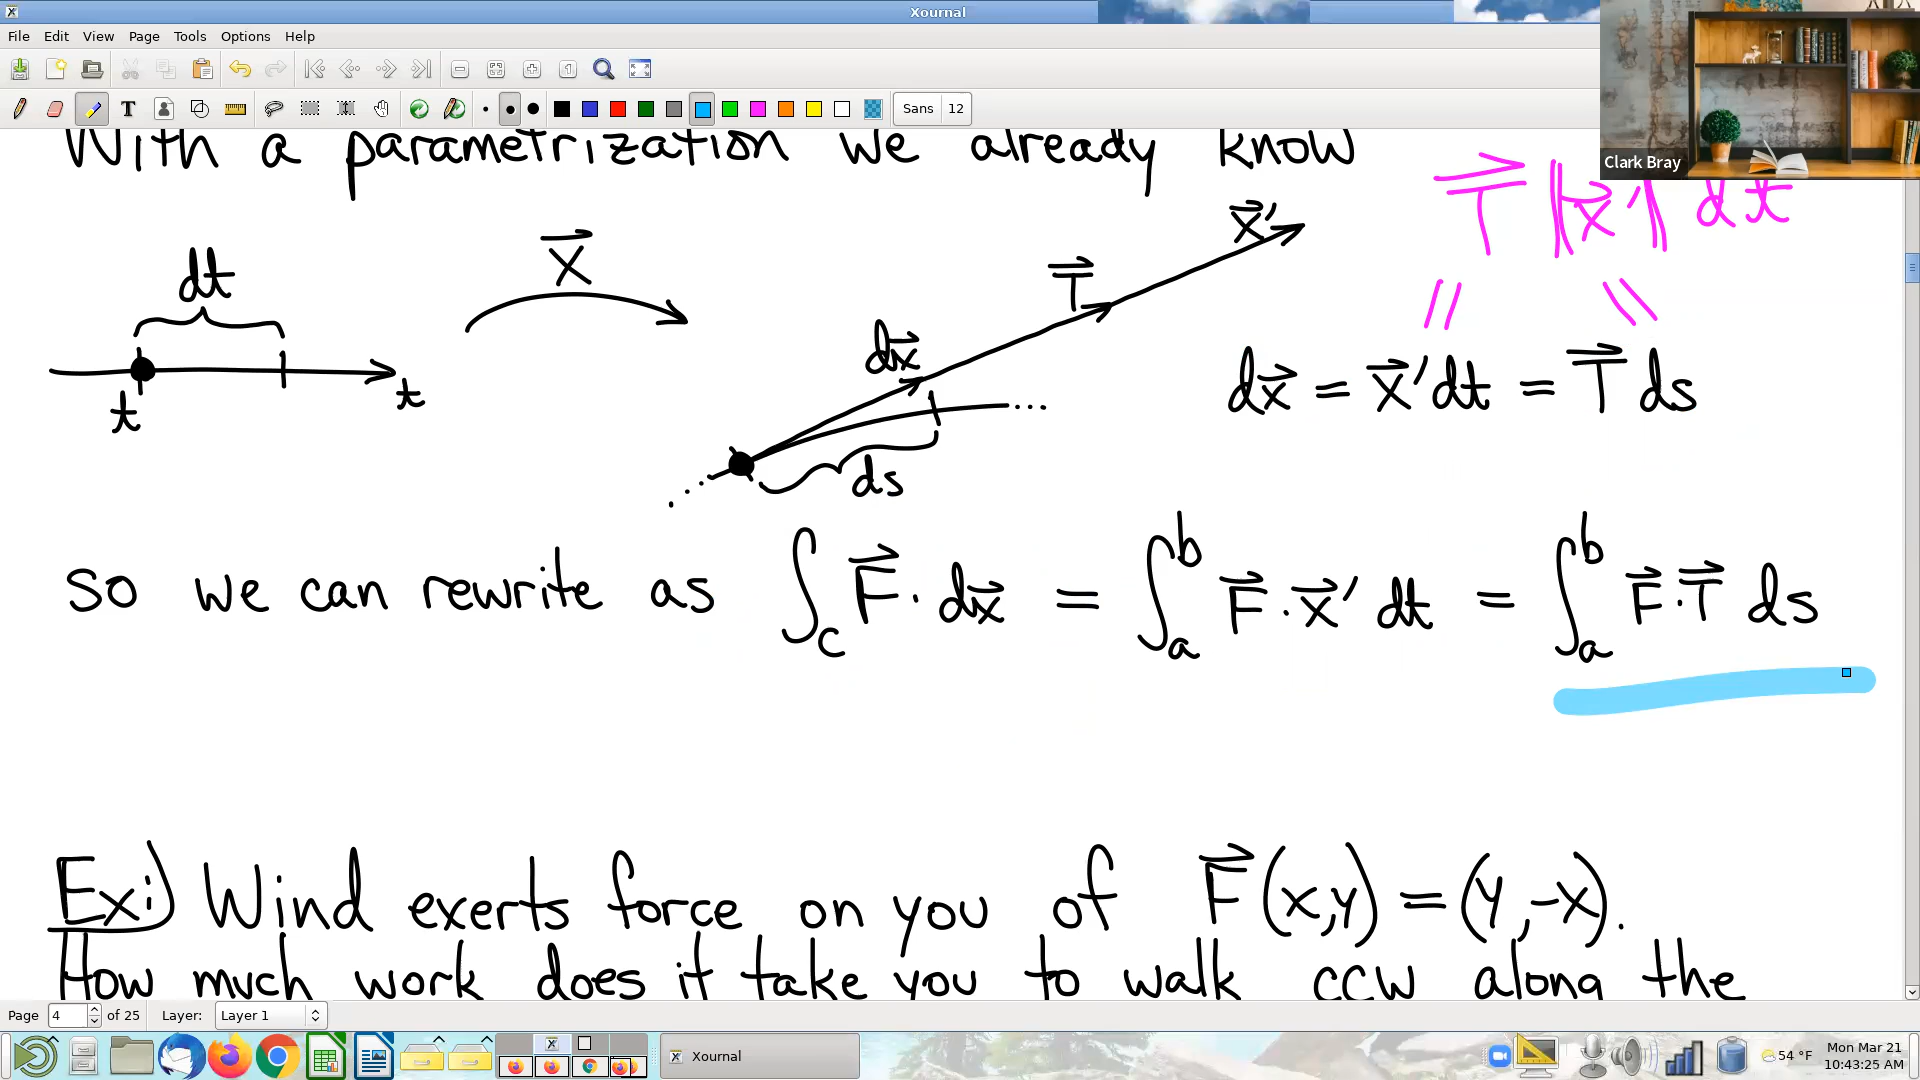 Xournal
File Edit View Page Tools Options Help
Sans 12
Clark Bray
With a parametrization we already know
T⃗ ‖x⃗'‖ dt
dt
x⃗
t
t
dx⃗
T⃗
x⃗'
ds
dx⃗ = x⃗'dt = T⃗ ds
so we can rewrite as ∫_C F⃗ · dx⃗ = ∫_a^b F⃗ · x⃗' dt = ∫_a^b F⃗ · T⃗ ds
Ex: Wind exerts force on you of F⃗(x,y) = (y,-x).
How much work does it take you to walk ccw along the
Page 4 of 25 Layer: Layer 1
Xournal
54 °F
Mon Mar 21
10:43:25 AM